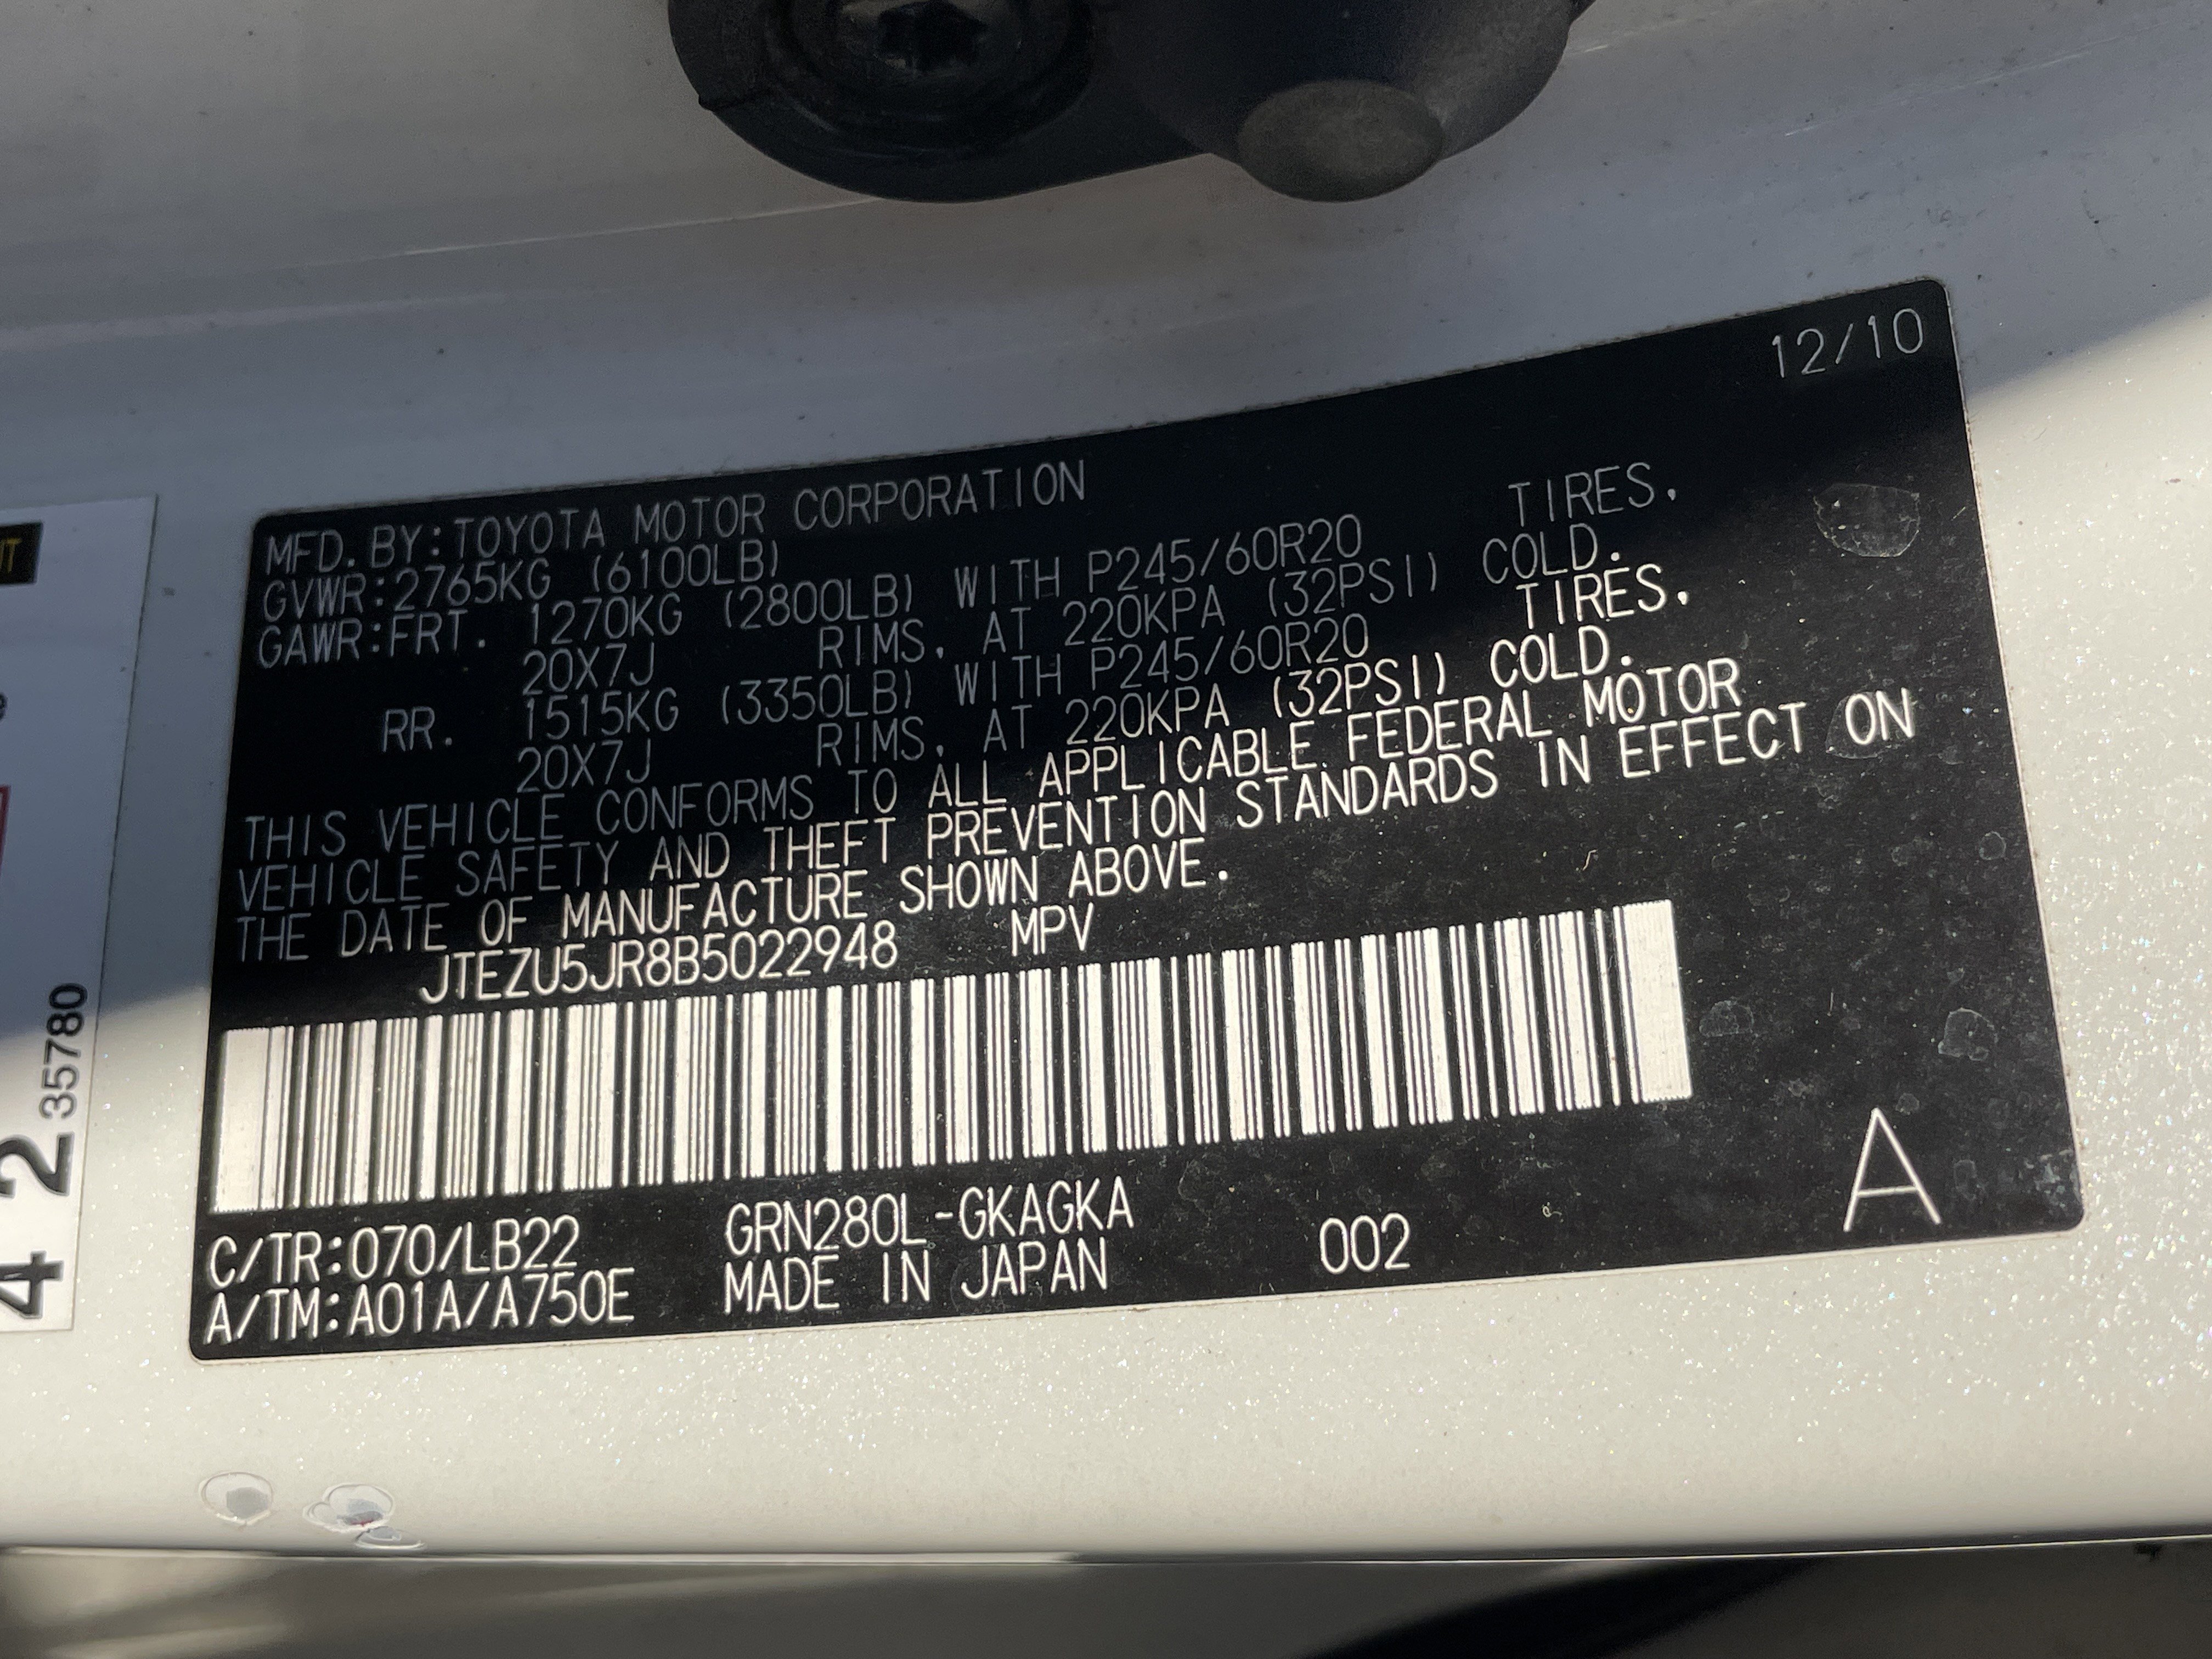 12/10
MFD. BY:TOYOTA MOTOR CORPORATION
GVWR:2765KG (6100LB)
GAWR:FRT. 1270KG (2800LB) WITH P245/60R20 TIRES.
20X7J RIMS, AT 220KPA (32PSI) COLD.
RR. 1515KG (3350LB) WITH P245/60R20 TIRES.
20X7J RIMS, AT 220KPA (32PSI) COLD.
THIS VEHICLE CONFORMS TO ALL APPLICABLE FEDERAL MOTOR
VEHICLE SAFETY AND THEFT PREVENTION STANDARDS IN EFFECT ON
THE DATE OF MANUFACTURE SHOWN ABOVE.
JTEZU5JR8B5022948 MPV
C/TR:070/LB22 GRN280L-GKAGKA
A/TM:A01A/A750E MADE IN JAPAN 002 A
4 2 35780